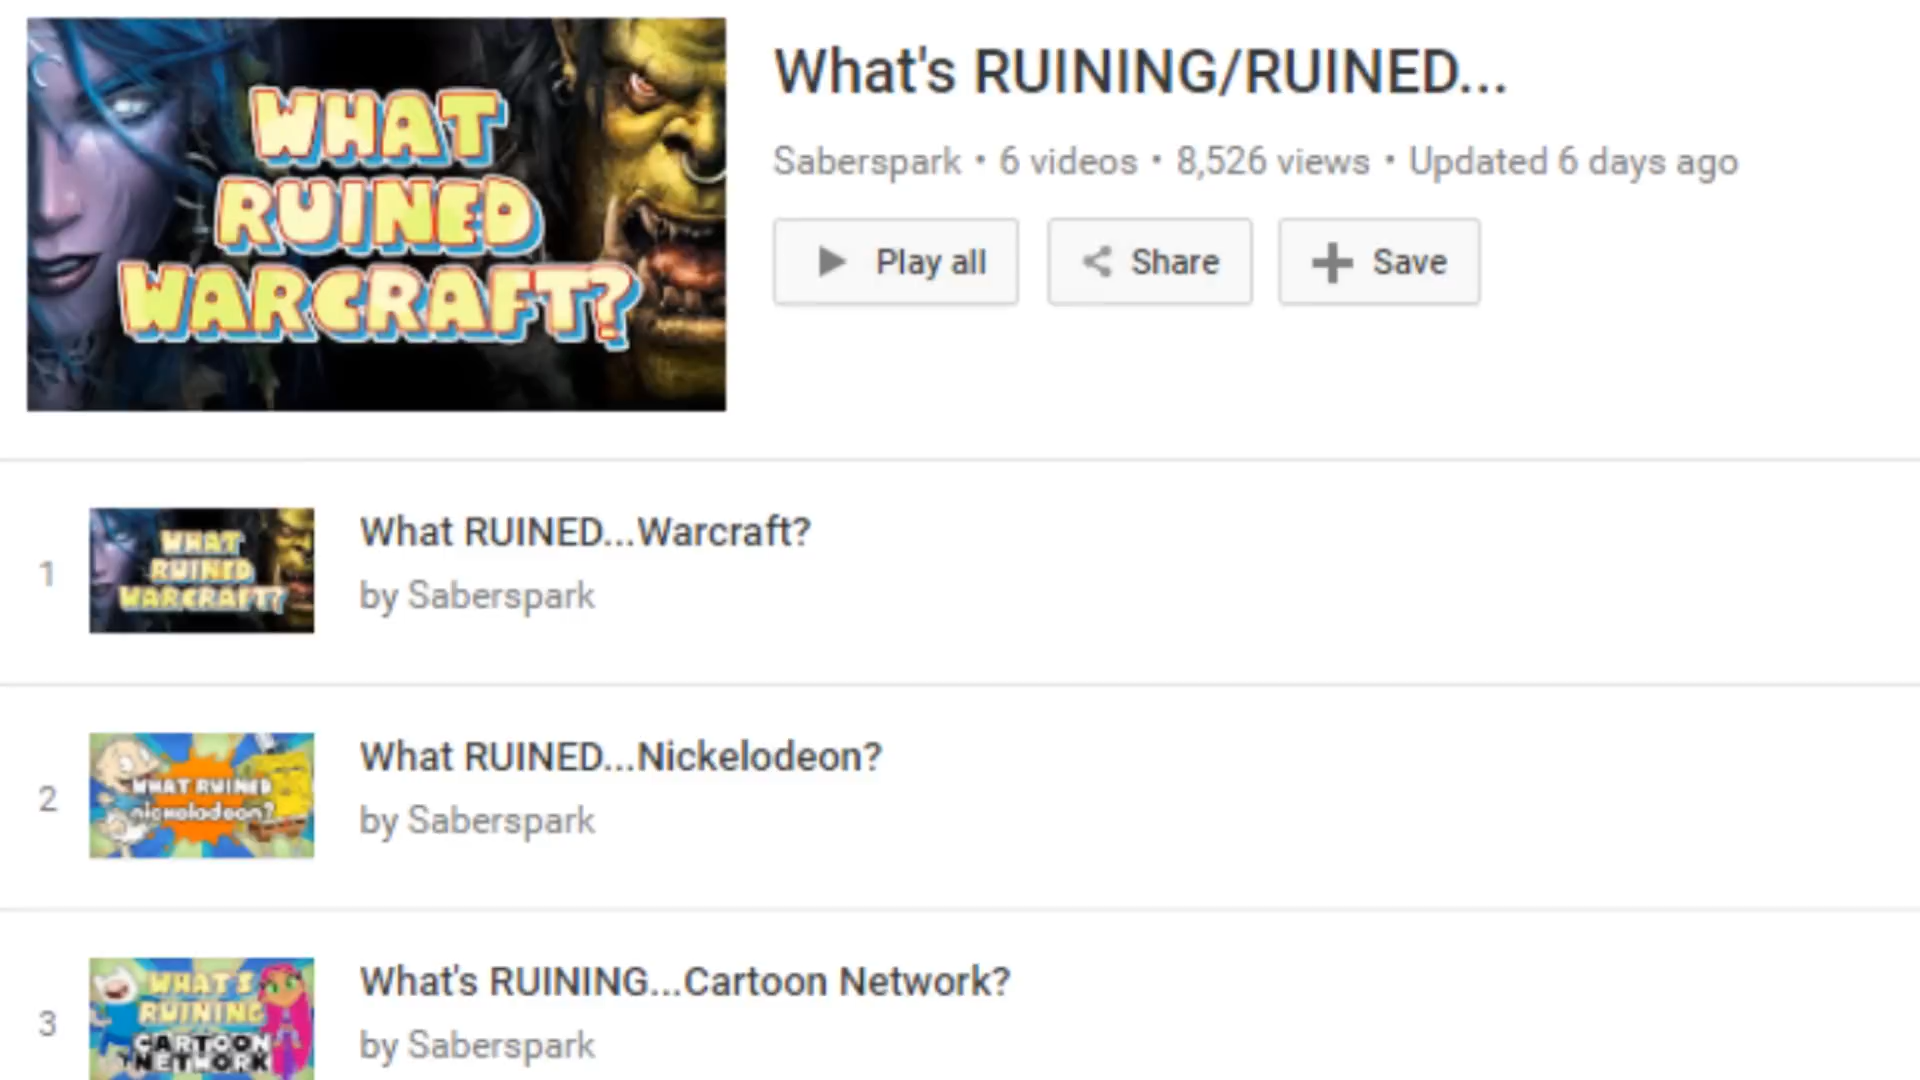 WHAT
RUINED
WARCRAFT?
What's RUINING/RUINED...
Saberspark • 6 videos • 8,526 views • Updated 6 days ago
Play all
Share
Save
1
WHAT
RUINED
WARCRAFT?
What RUINED...Warcraft?
by Saberspark
2
WHAT RUINED
nickelodeon?
What RUINED...Nickelodeon?
by Saberspark
3
WHAT'S
RUINING
CARTOON
NETWORK
What's RUINING...Cartoon Network?
by Saberspark